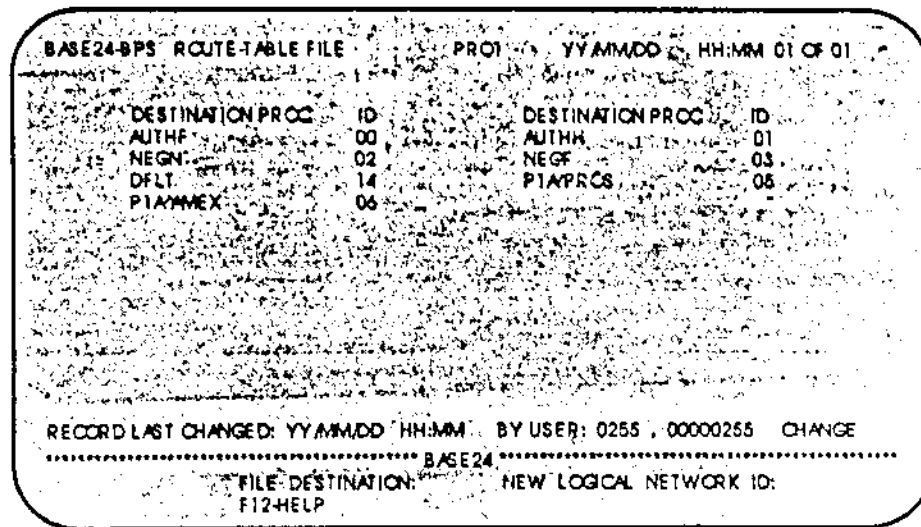 BASE24-BPS ROUTE-TABLE FILE PRO1 YY/MM/DD HH:MM 01 OF 01
DESTINATION PROC ID DESTINATION PROC ID
AUTHF 00 AUTHH 01
NEGN 02 NEGF 03
DFLT 14 P1A/PROS 05
P1A/AMEX 06
RECORD LAST CHANGED: YY/MM/DD HH:MM BY USER: 0255 , 00000255 CHANGE
BASE24
FILE DESTINATION: NEW LOGICAL NETWORK ID:
F12-HELP